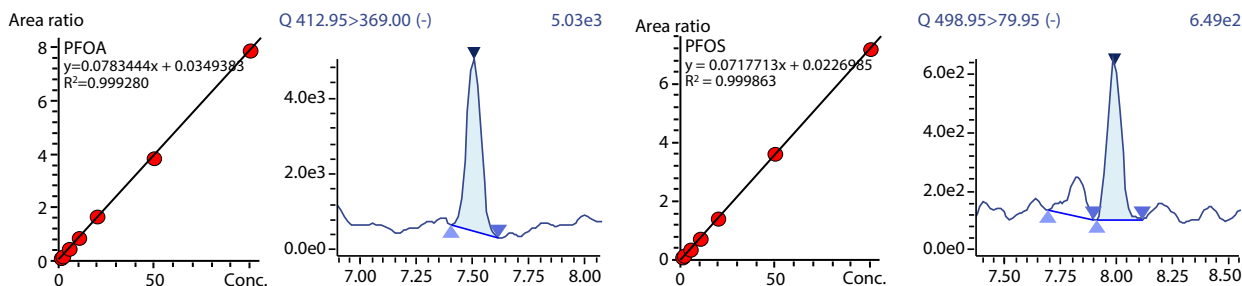 Area ratio
PFOA
y=0.0783444x + 0.0349383
R²=0.999280
8
6
4
2
0
0
50
Conc.
Q 412.95>369.00 (-) 5.03e3
4.0e3
2.0e3
0.0e0
7.00 7.25 7.50 7.75 8.00
Area ratio
PFOS
y = 0.0717713x + 0.0226985
R² = 0.999863
6
4
2
0
0
50
Conc.
Q 498.95>79.95 (-) 6.49e2
6.0e2
4.0e2
2.0e2
0.0e0
7.50 7.75 8.00 8.25 8.50